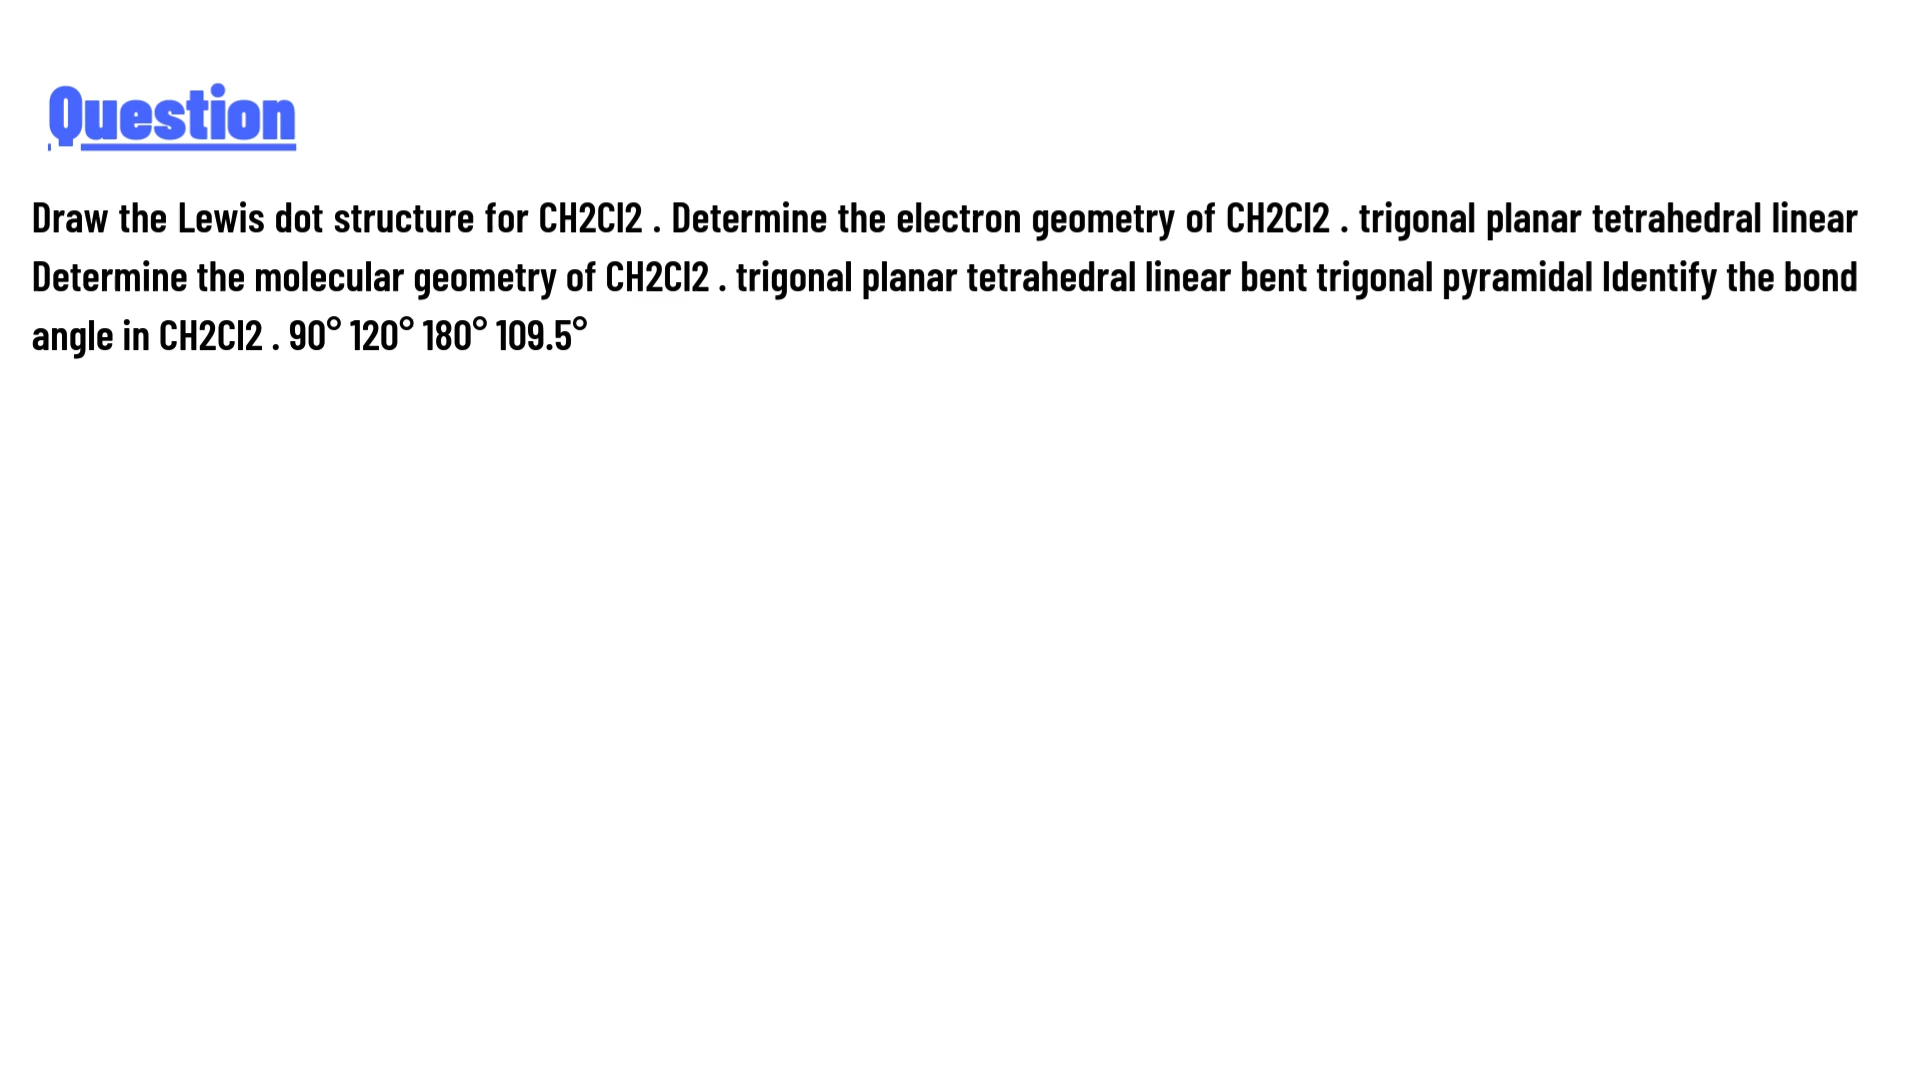 Question
Draw the Lewis dot structure for CH2Cl2 . Determine the electron geometry of CH2Cl2 . trigonal planar tetrahedral linear
Determine the molecular geometry of CH2Cl2 . trigonal planar tetrahedral linear bent trigonal pyramidal Identify the bond
angle in CH2Cl2 . 90° 120° 180° 109.5°